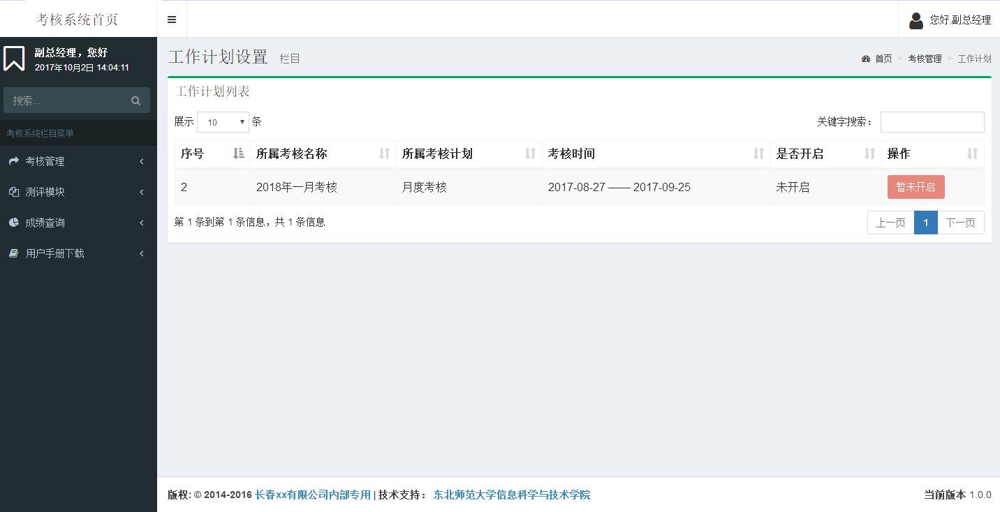 考核系统首页
您好,副总经理
副总经理，您好
2017年10月2日 14:04:11
搜索...
考核系统栏目菜单
考核管理
测评模块
成绩查询
用户手册下载
工作计划设置 栏目
首页 > 考核管理 > 工作计划
工作计划列表
展示 10 条
关键字搜索：
序号 所属考核名称 所属考核计划 考核时间 是否开启 操作
2 2018年一月考核 月度考核 2017-08-27 —— 2017-09-25 未开启 暂未开启
第 1 条到第 1 条信息，共 1 条信息
上一页 1 下一页
版权: © 2014-2016 长春xx有限公司内部专用 | 技术支持： 东北师范大学信息科学与技术学院
当前版本 1.0.0